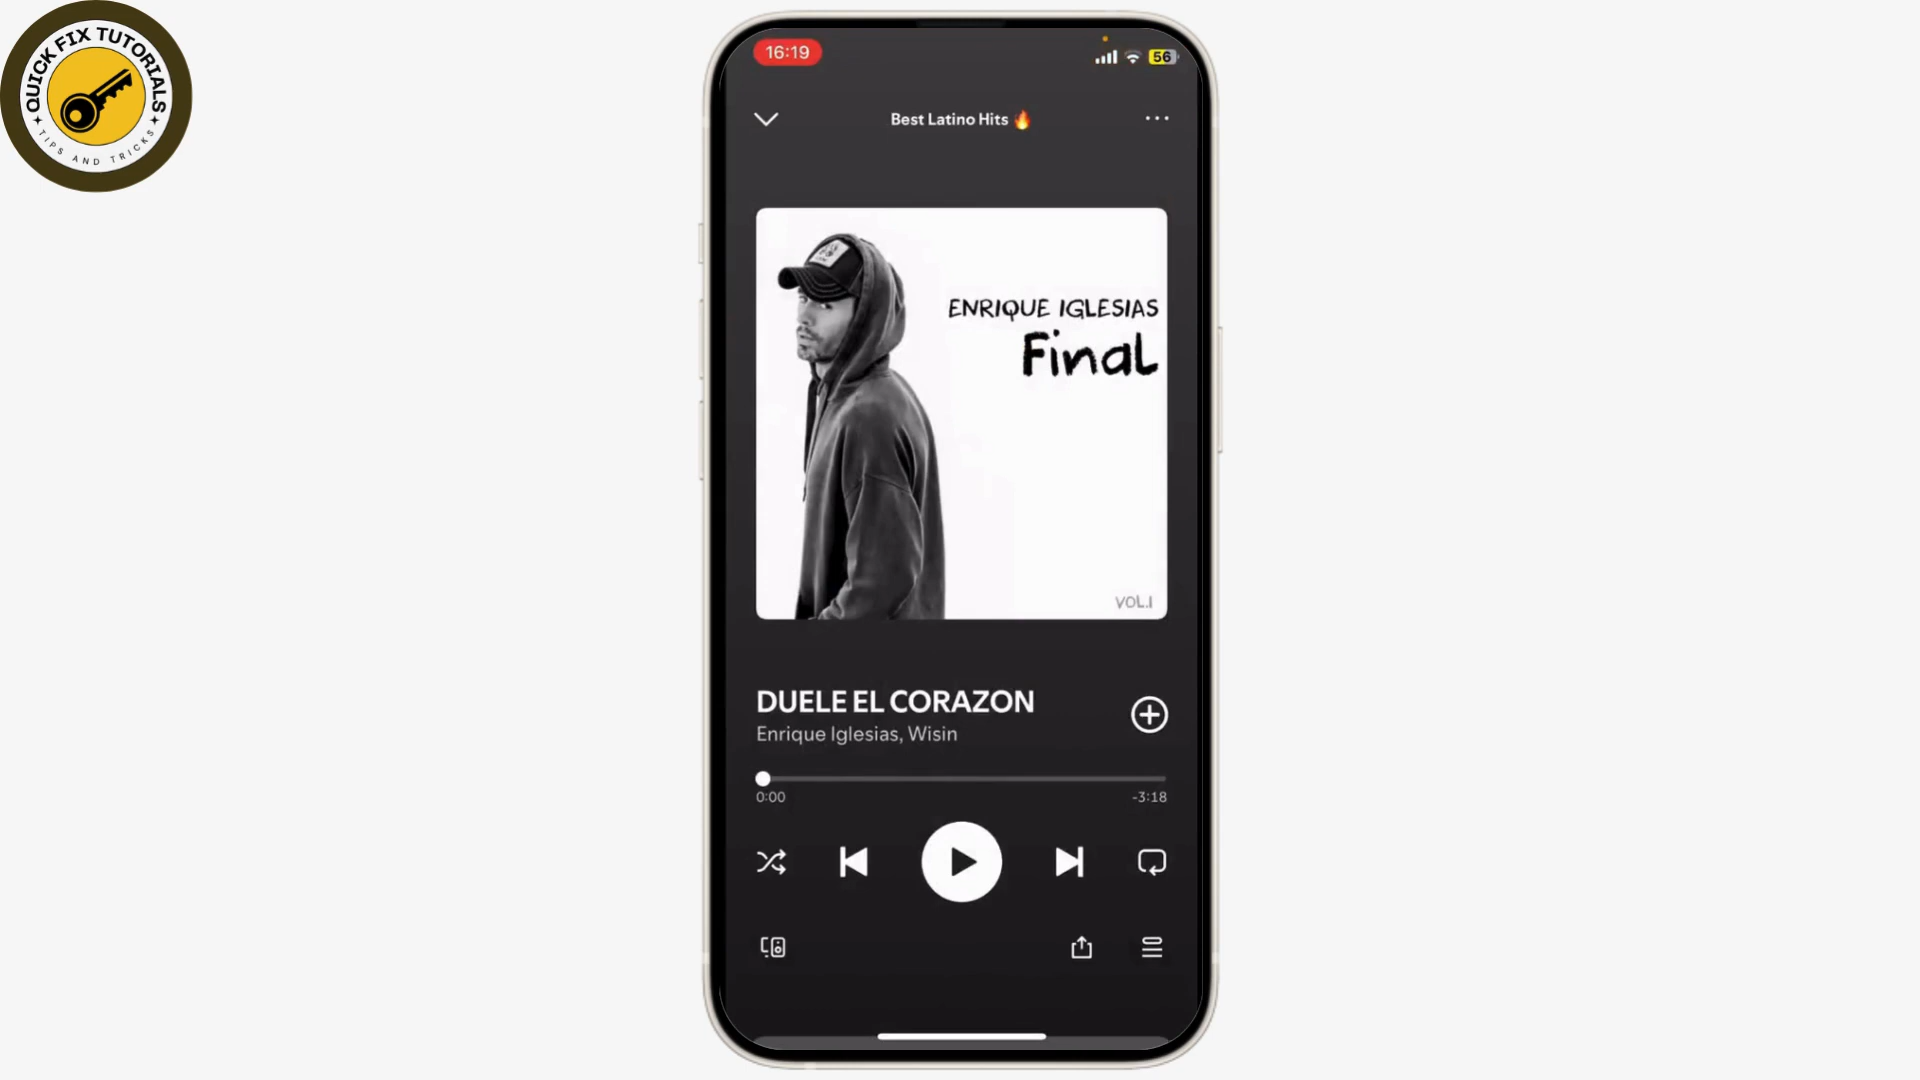 QUICK FIX TUTORIALS
TIPS AND TRICKS
16:19
56
Best Latino Hits 🔥
ENRIQUE IGLESIAS
Final
VOL.1
DUELE EL CORAZON
Enrique Iglesias, Wisin
0:00
-3:18